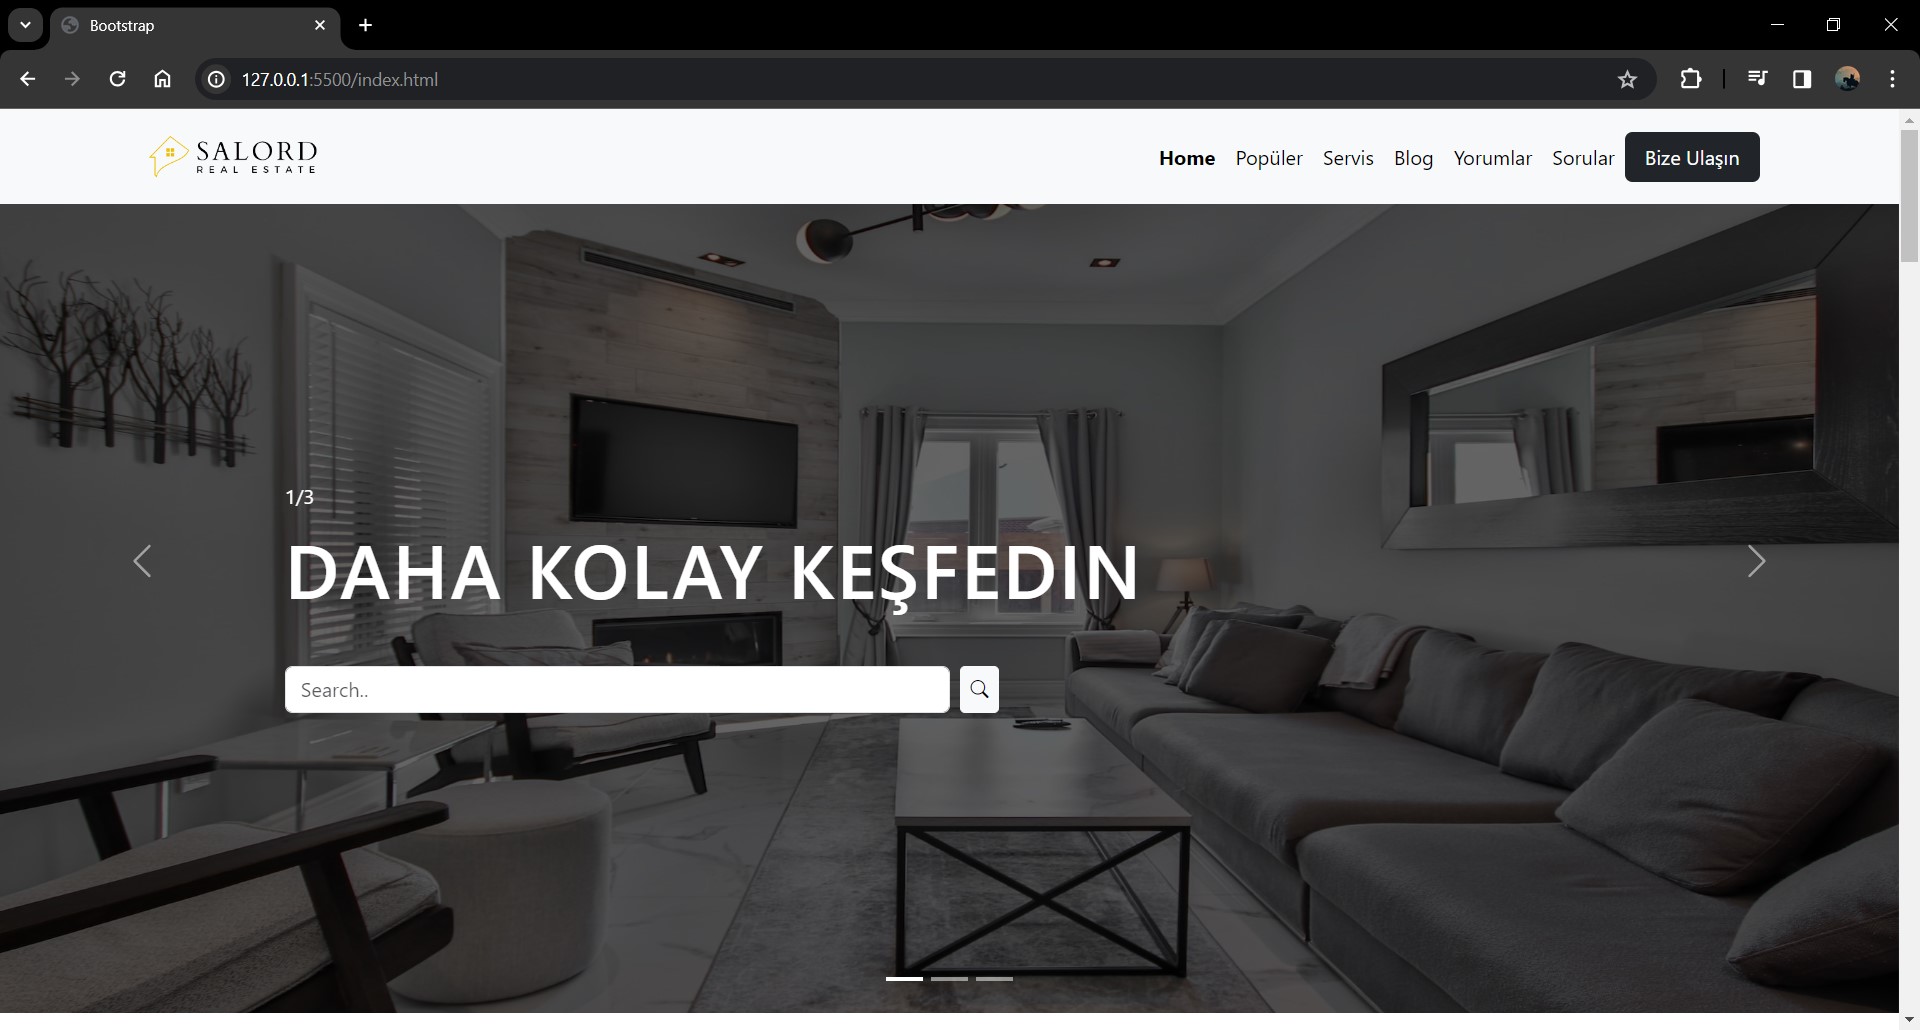 Bootstrap
127.0.0.1:5500/index.html
SALORD
REAL ESTATE
Home Popüler Servis Blog Yorumlar Sorular Bize Ulaşın
1/3
DAHA KOLAY KEŞFEDIN
Search..